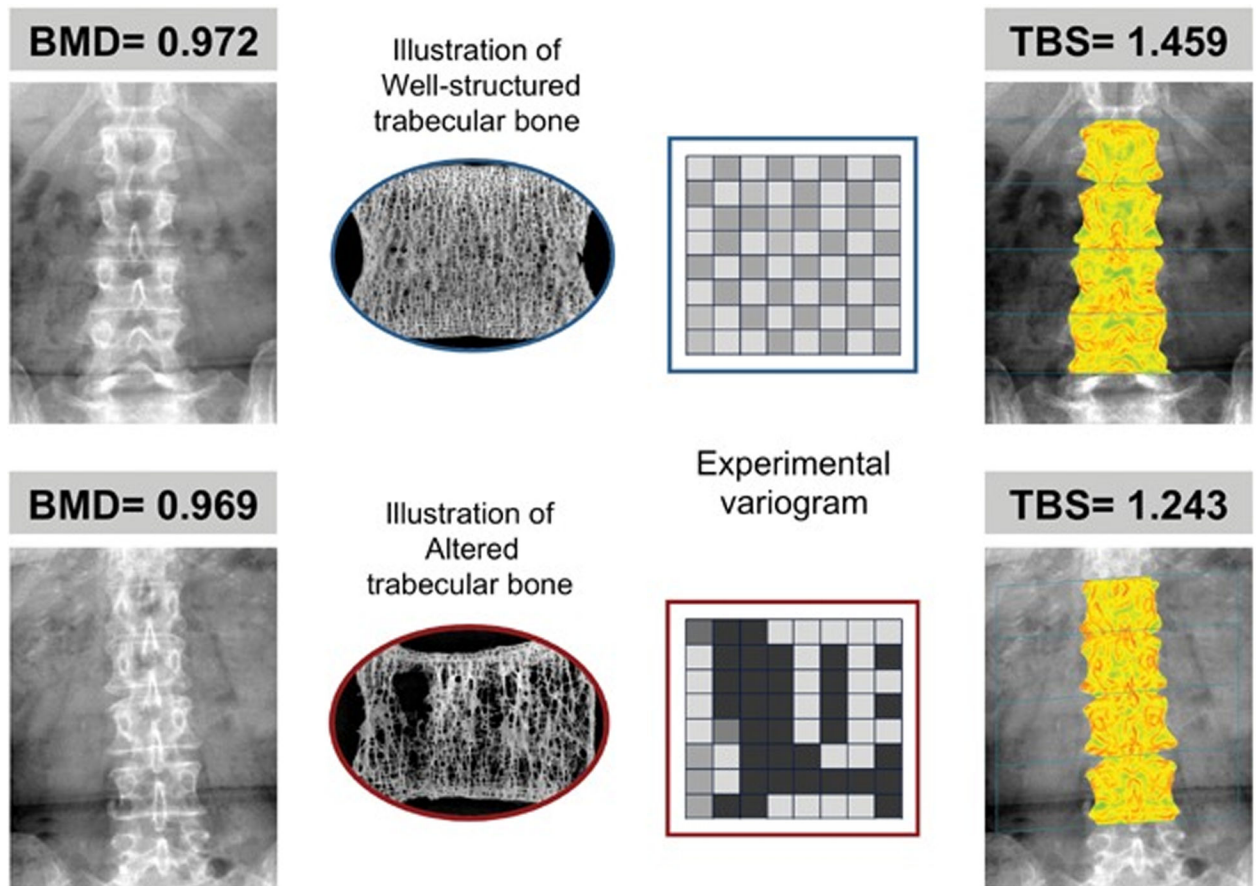 BMD= 0.972
Illustration of
Well-structured
trabecular bone
TBS= 1.459
Experimental
variogram
BMD= 0.969
Illustration of
Altered
trabecular bone
TBS= 1.243